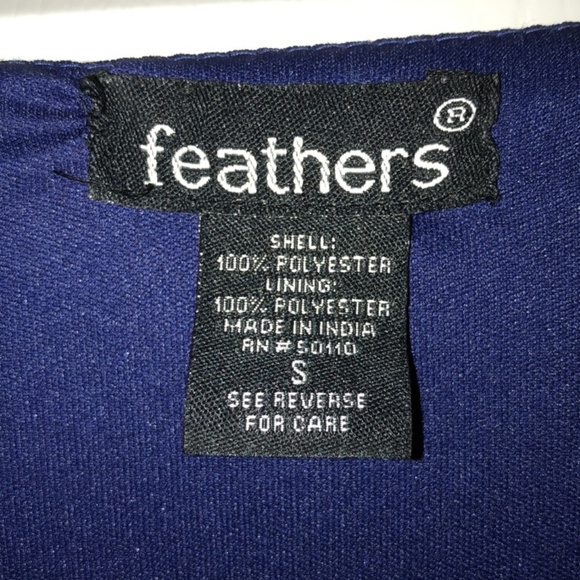 feathers®
SHELL:
100% POLYESTER
LINING:
100% POLYESTER
MADE IN INDIA
RN # 50110
S
SEE REVERSE
FOR CARE